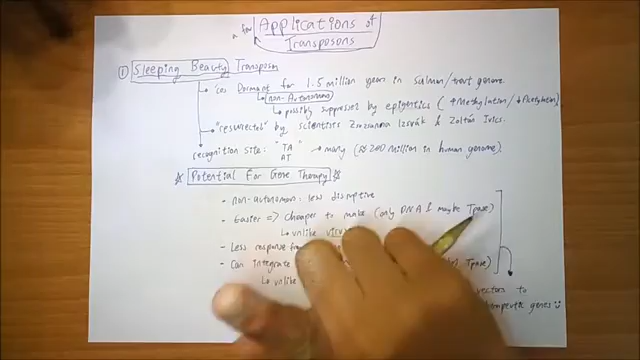 a few Applications of
Transposons
① Sleeping Beauty Transposon
'cos Dormant for 1.5 million years in Salmon/trout genome
non-Autonomous
possibly suppressed by epigenetics (↑Methylation/↓Acetylation)
"resurrected" by scientists Zsuzsanna Izsvák & Zoltán Ivics.
recognition site: "TA
AT" → many (≈ 200 million in human genome).
☆ Potential for Gene Therapy ☆
- non-autonomous: less disruptive
- Easier => cheaper to make (only DNA & maybe Tpase)
unlike
- Less response
- Can integrate Tpase)
unlike vectors to
genes